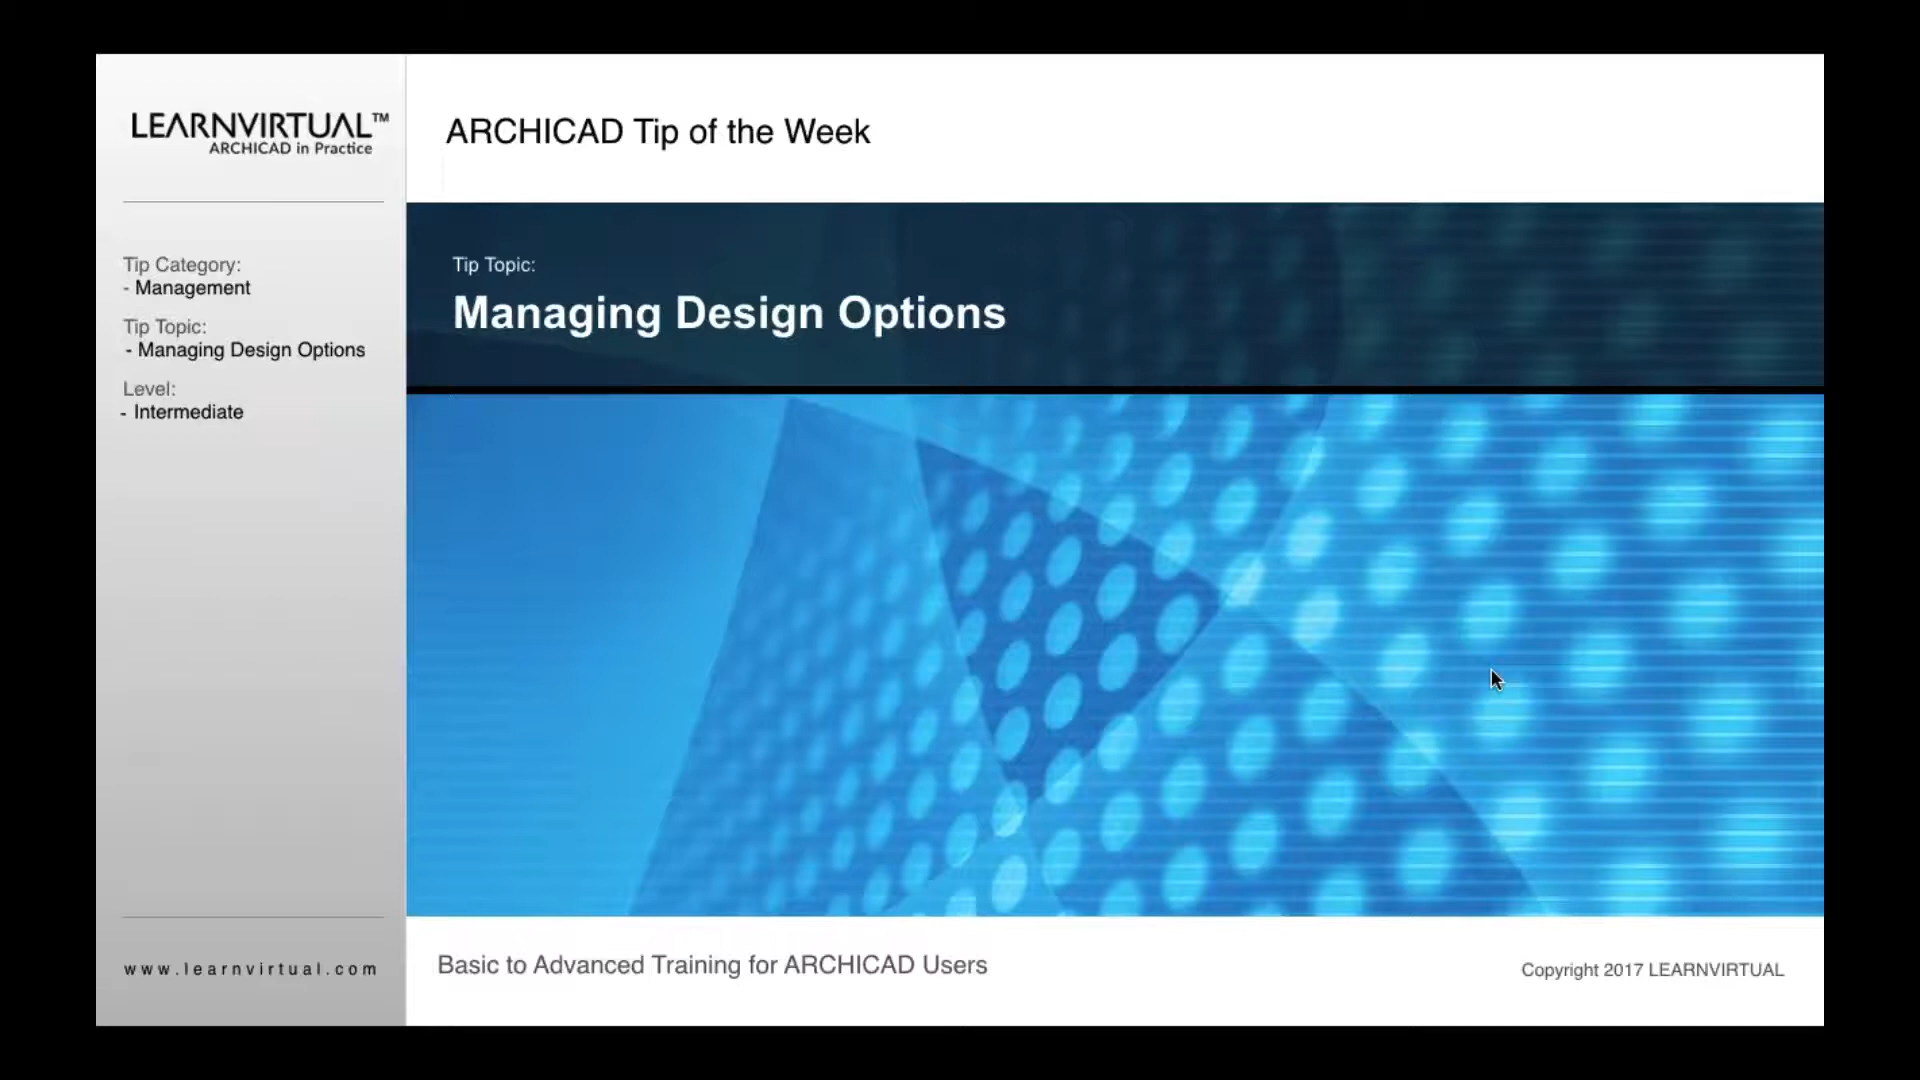 LEARNVIRTUAL™
ARCHICAD in Practice
Tip Category:
- Management
Tip Topic:
- Managing Design Options
Level:
- Intermediate
www.learnvirtual.com
ARCHICAD Tip of the Week
Tip Topic:
Managing Design Options
Basic to Advanced Training for ARCHICAD Users
Copyright 2017 LEARNVIRTUAL